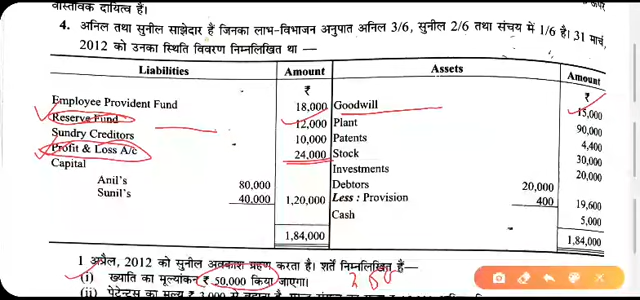 वास्तविक दायित्व हैं।
4. अनिल तथा सुनील साझेदार हैं जिनका लाभ-विभाजन अनुपात अनिल 3/6, सुनील 2/6 तथा संचय में 1/6 है। 31 मार्च,
2012 को उनका स्थिति विवरण निम्नलिखित था —
Liabilities Amount Assets Amount
₹ ₹
Employee Provident Fund 18,000 Goodwill 15,000
Reserve Fund 12,000 Plant 90,000
Sundry Creditors 10,000 Patents 4,400
Profit & Loss A/c 24,000 Stock 30,000
Capital Investments 20,000
Anil's 80,000 Debtors 20,000
Sunil's 40,000 1,20,000 Less : Provision 400 19,600
Cash 5,000
1,84,000 1,84,000
1 अप्रैल, 2012 को सुनील अवकाश ग्रहण करता है। शर्तें निम्नलिखित हैं—
(i) ख्याति का मूल्यांकन ₹ 50,000 किया जाएगा।
(ii) पेटेन्ट्स का मूल्य ₹ 3,000 से